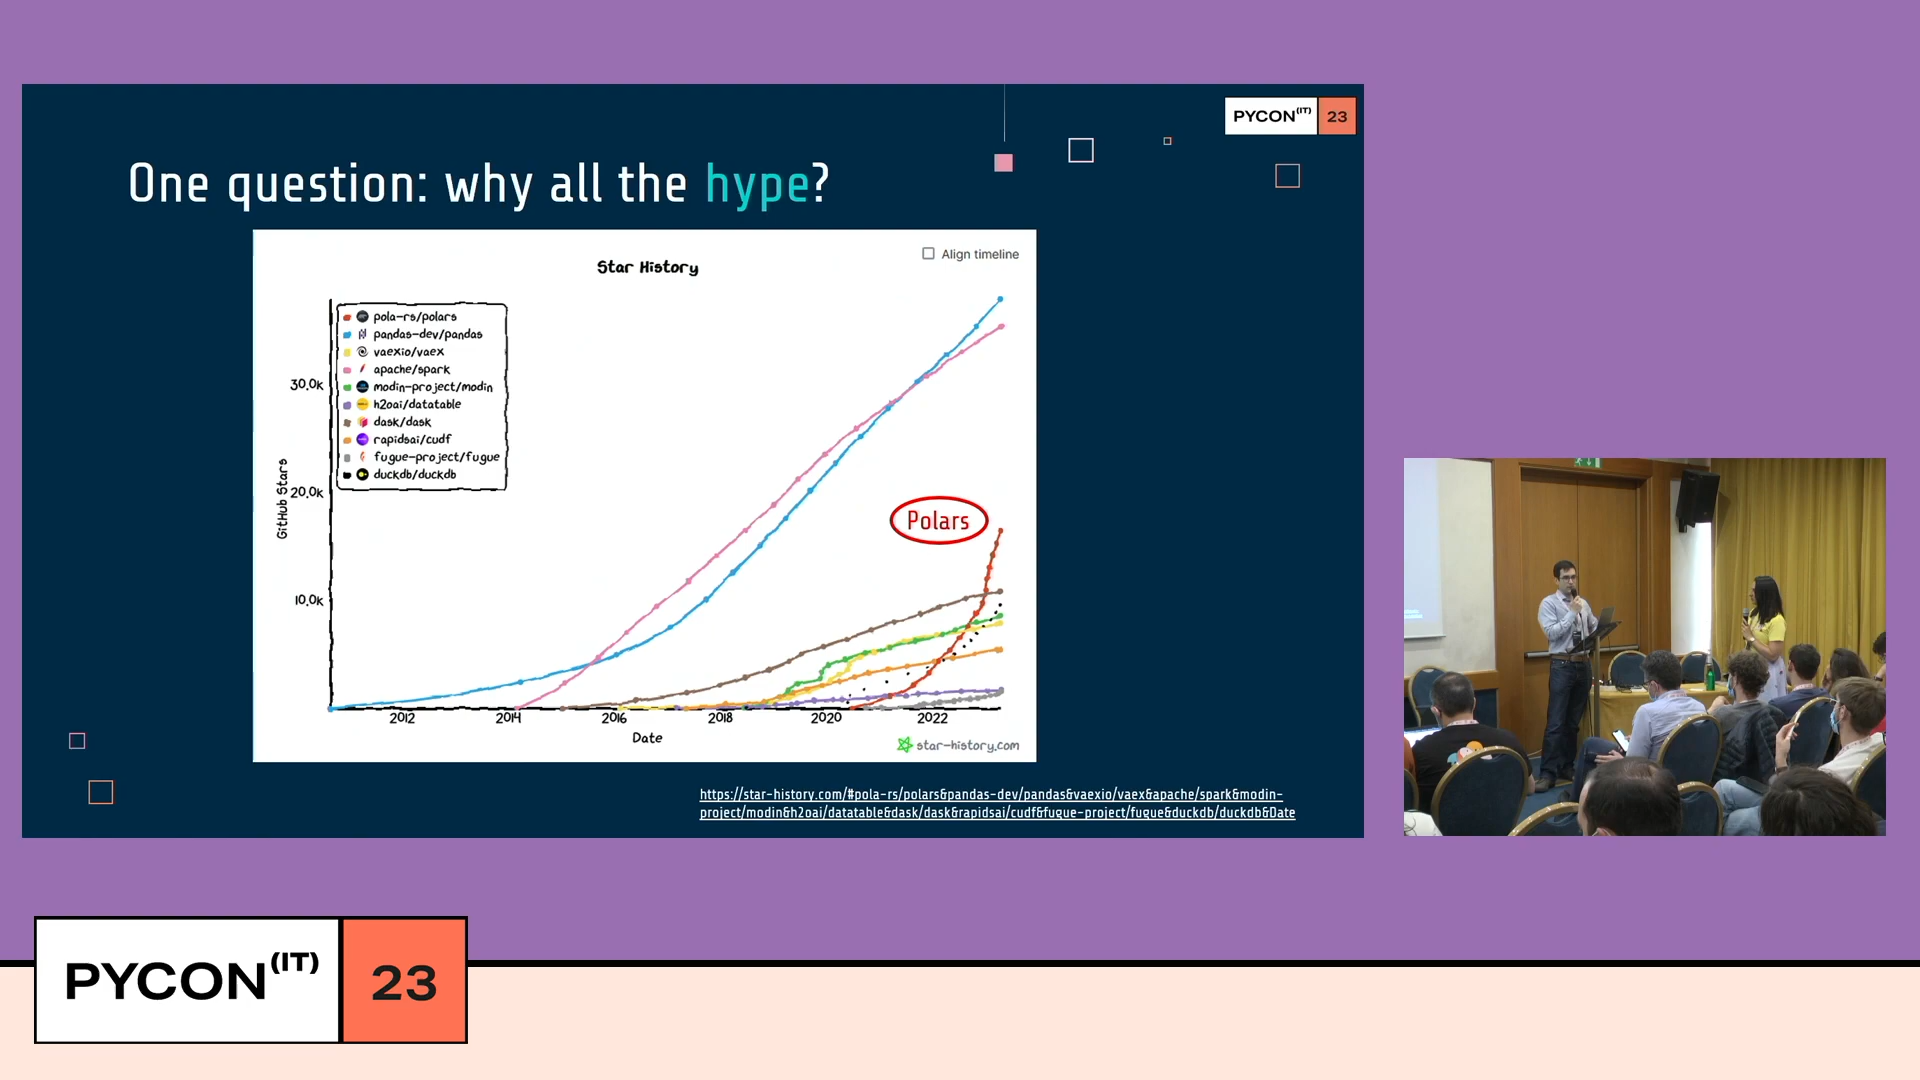 PYCON(IT) 23
One question: why all the hype?
Align timeline
Star History
pola-rs/polars
pandas-dev/pandas
vaexio/vaex
apache/spark
modin-project/modin
h2oai/datatable
dask/dask
rapidsai/cudf
fugue-project/fugue
duckdb/duckdb
GitHub Stars
30.0k
20.0k
10.0k
Polars
2012 2014 2016 2018 2020 2022
Date
star-history.com
https://star-history.com/#pola-rs/polars&pandas-dev/pandas&vaexio/vaex&apache/spark&modin-
project/modin&h2oai/datatable&dask/dask&rapidsai/cudf&fugue-project/fugue&duckdb/duckdb&Date
PYCON(IT) 23